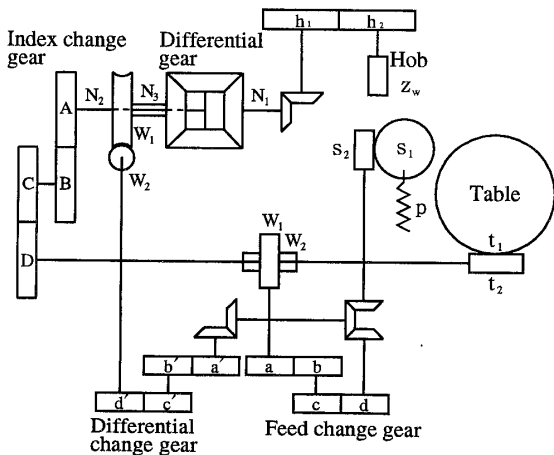 h₁ h₂
Index change gear
Differential gear
Hob
z_w
N₂ N₃ N₁
A
W₁
W₂
S₂ S₁
C B
p
Table
D
W₁
W₂
t₁
t₂
b′ a′ a b
d′ c′ c d
Differential change gear
Feed change gear